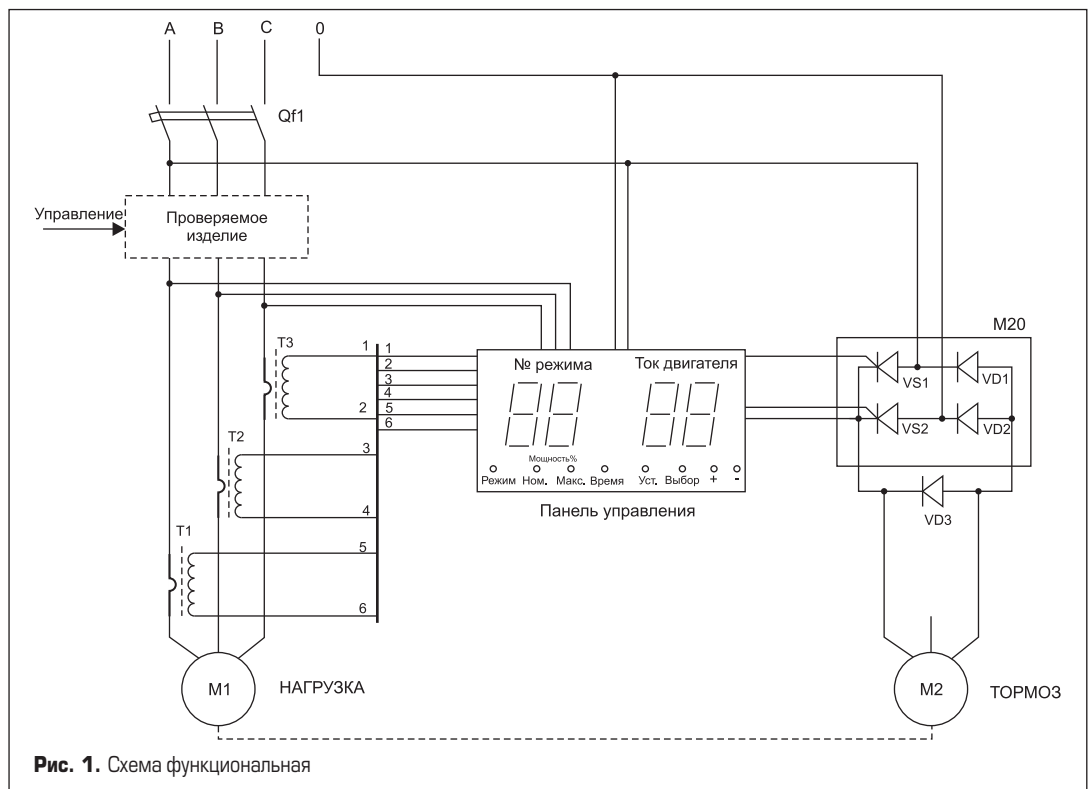 A B C 0
Qf1
Управление
Проверяемое
изделие
T3
1
1
2
3
4
5
6
2
T2
3
4
T1
5
6
№ режима Ток двигателя
Мощность%
Режим Ном. Макс. Время Уст. Выбор + -
Панель управления
M20
VS1 VD1
VS2 VD2
VD3
M1 НАГРУЗКА
M2 ТОРМОЗ
Рис. 1. Схема функциональная